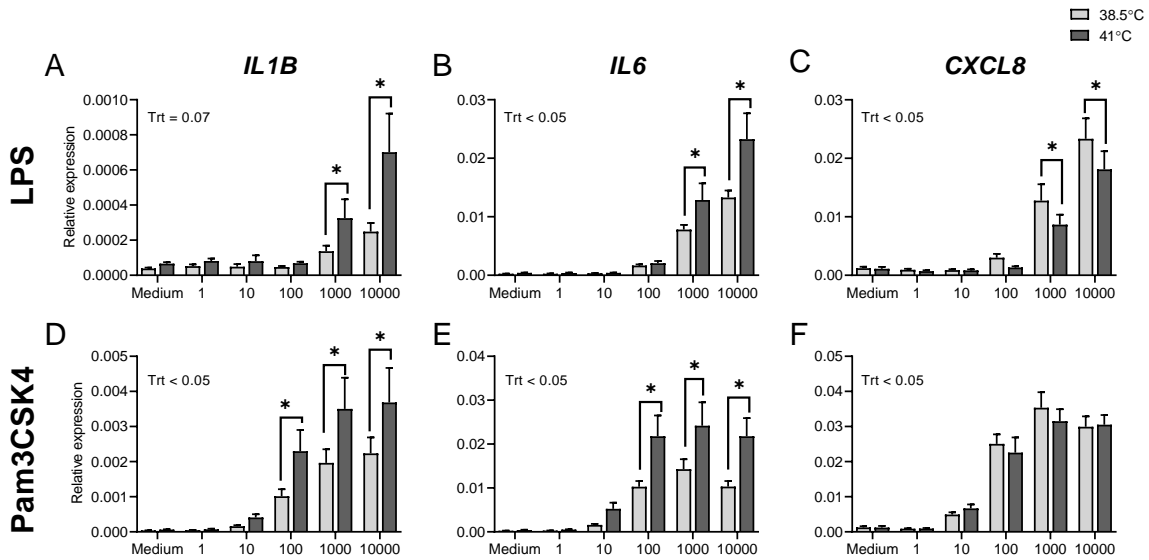 38.5°C
41°C
A
IL1B
B
IL6
C
CXCL8
LPS
Relative expression
0.0010
0.0008
0.0006
0.0004
0.0002
0.0000
Trt = 0.07
*
*
Medium 1 10 100 1000 10000
0.03
0.02
0.01
0.00
Trt < 0.05
*
*
Medium 1 10 100 1000 10000
0.03
0.02
0.01
0.00
Trt < 0.05
*
*
Medium 1 10 100 1000 10000
Pam3CSK4
D
Relative expression
0.005
0.004
0.003
0.002
0.001
0.000
Trt < 0.05
*
*
*
Medium 1 10 100 1000 10000
E
0.04
0.03
0.02
0.01
0.00
Trt < 0.05
*
*
*
Medium 1 10 100 1000 10000
F
0.05
0.04
0.03
0.02
0.01
0.00
Trt < 0.05
Medium 1 10 100 1000 10000